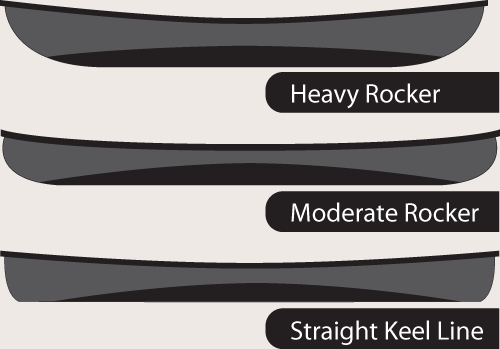 Heavy Rocker
Moderate Rocker
Straight Keel Line